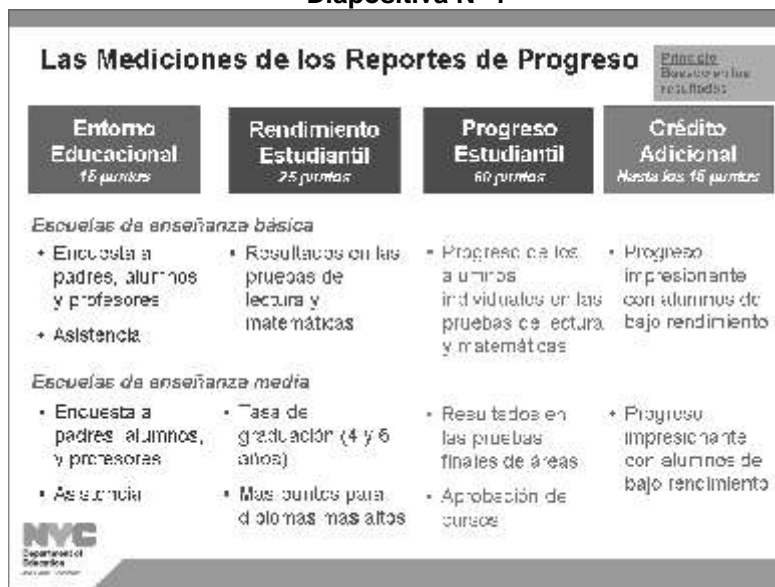 Las Mediciones de los Reportes de Progreso
Principio
Basado en los
resultados
Entorno
Educacional
15 puntos
Rendimiento
Estudiantil
25 puntos
Progreso
Estudiantil
60 puntos
Crédito
Adicional
Hasta los 15 puntos
Escuelas de enseñanza básica
• Encuesta a
padres, alumnos
y profesores
• Asistencia
• Resultados en las
pruebas de
lectura y
matemáticas
• Progreso de los
alumnos
individuales en las
pruebas de lectura
y matemáticas
• Progreso
impresionante
con alumnos de
bajo rendimiento
Escuelas de enseñanza media
• Encuesta a
padres, alumnos,
y profesores
• Asistencia
• Tasa de
graduación (4 y 6
años)
• Mas puntos para
diplomas mas altos
• Resultados en
las pruebas
finales de áreas
• Aprobación de
cursos
• Progreso
impresionante
con alumnos de
bajo rendimiento
NYC
Department of
Education